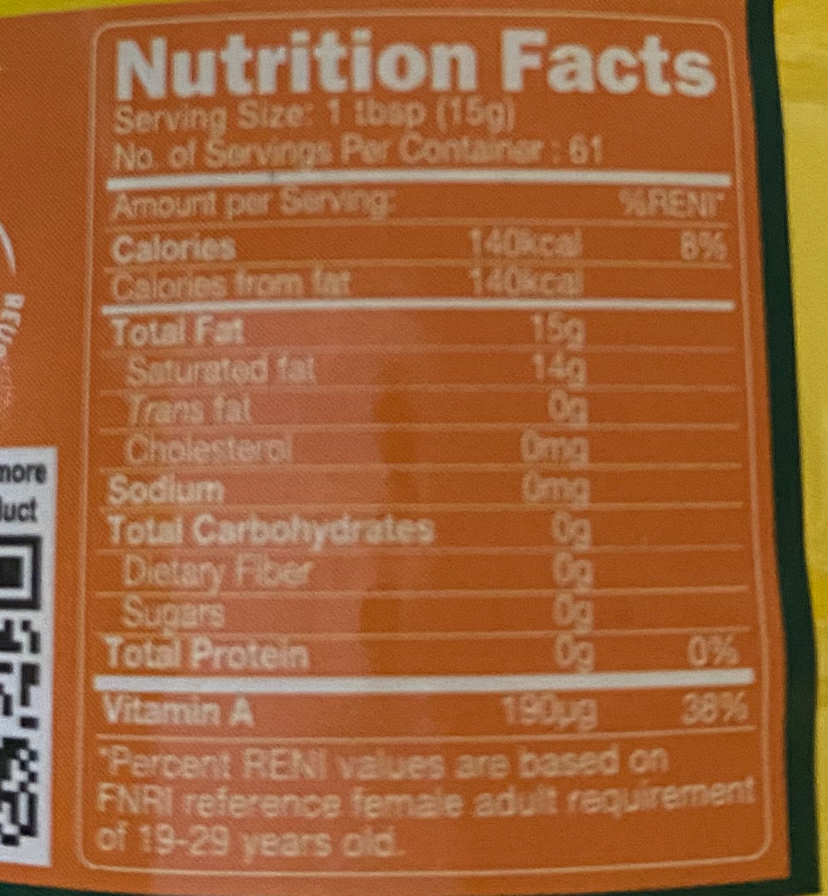 Nutrition Facts
Serving Size: 1 tbsp (15g)
No. of Servings Per Container : 61
Amount per Serving: %RENI*
Calories 140kcal 8%
Calories from fat 140kcal
Total Fat 15g
Saturated fat 14g
Trans fat 0g
Cholesterol 0mg
Sodium 0mg
Total Carbohydrates 0g
Dietary Fiber 0g
Sugars 0g
Total Protein 0g 0%
Vitamin A 190µg 38%
*Percent RENI values are based on
FNRI reference female adult requirement
of 19-29 years old.
more